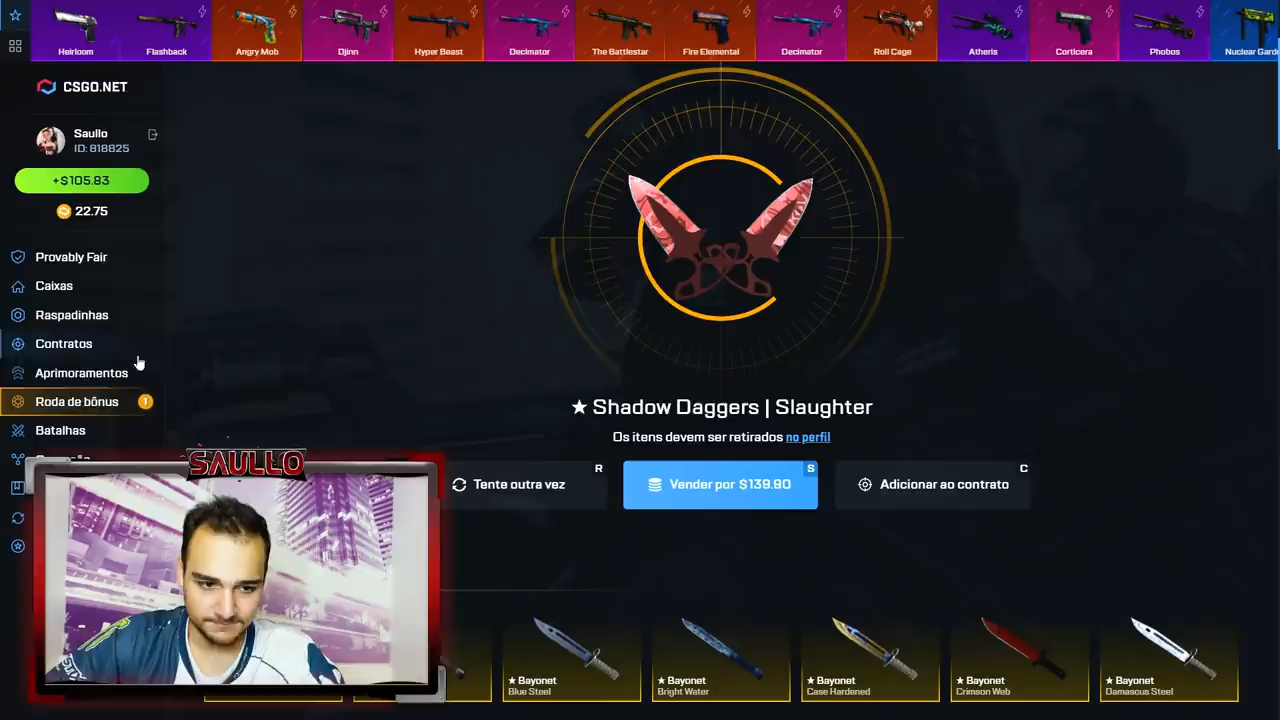 Heirloom
Flashback
Angry Mob
Djinn
Hyper Beast
Decimator
The Battlestar
Fire Elemental
Decimator
Roll Cage
Atheris
Corticera
Phobos
CSGO.NET
Saullo
ID: 818825
+$105.83
22.75
Provably Fair
Caixas
Raspadinhas
Contratos
Aprimoramentos
Roda de bônus 1
Batalhas
★ Shadow Daggers | Slaughter
Os itens devem ser retirados no perfil
Tente outra vez R
Vender por $139.80 S
Adicionar ao contrato C
SAULLO
★ Bayonet
Blue Steel
★ Bayonet
Bright Water
★ Bayonet
Case Hardened
★ Bayonet
Crimson Web
★ Bayonet
Damascus Steel